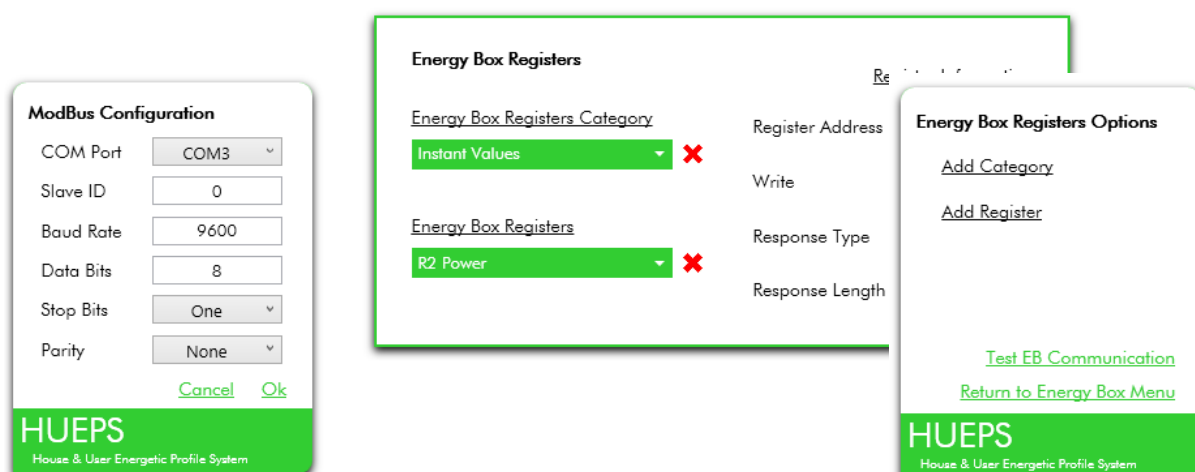 ModBus Configuration
COM Port COM3
Slave ID 0
Baud Rate 9600
Data Bits 8
Stop Bits One
Parity None
Cancel Ok
HUEPS
House & User Energetic Profile System
Energy Box Registers
Energy Box Registers Category
Instant Values
Energy Box Registers
R2 Power
Register Address
Write
Response Type
Response Length
Energy Box Registers Options
Add Category
Add Register
Test EB Communication
Return to Energy Box Menu
HUEPS
House & User Energetic Profile System